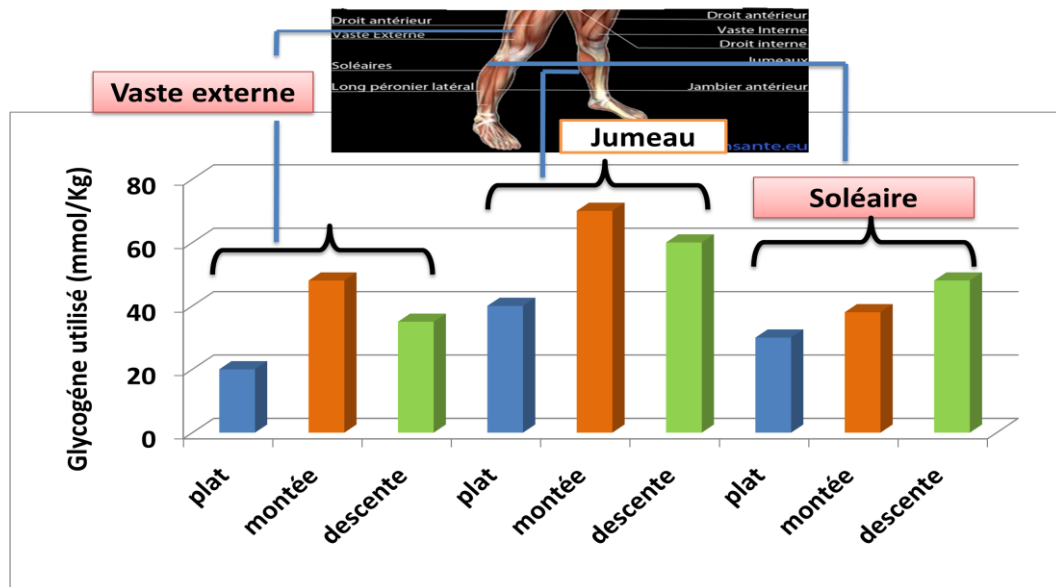 Droit antérieur
Vaste Externe
Soléaires
Long péronier latéral
Droit antérieur
Vaste Interne
Droit interne
Jumeaux
Jambier antérieur
nsante.eu
Vaste externe
Jumeau
Soléaire
Glycogéne utilisé (mmol/Kg)
80
60
40
20
0
plat
montée
descente
plat
montée
descente
plat
montée
descente